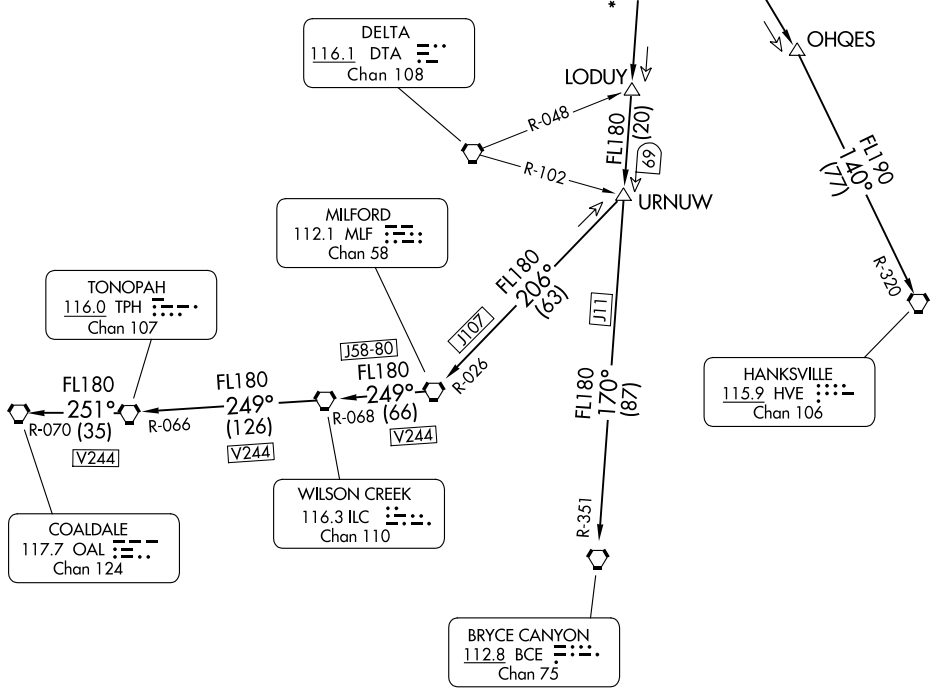 *
DELTA
116.1 DTA
Chan 108
OHQES
LODUY
R-048
FL180
(20)
69
R-102
URNUW
FL190
140°
(77)
R-320
MILFORD
112.1 MLF
Chan 58
FL180
206°
(63)
J107
R-026
J11
FL180
170°
(87)
R-351
TONOPAH
116.0 TPH
Chan 107
J58-80
FL180
249°
(66)
R-068
V244
FL180
249°
(126)
R-066
V244
FL180
251°
(35)
R-070
V244
HANKSVILLE
115.9 HVE
Chan 106
WILSON CREEK
116.3 ILC
Chan 110
COALDALE
117.7 OAL
Chan 124
BRYCE CANYON
112.8 BCE
Chan 75